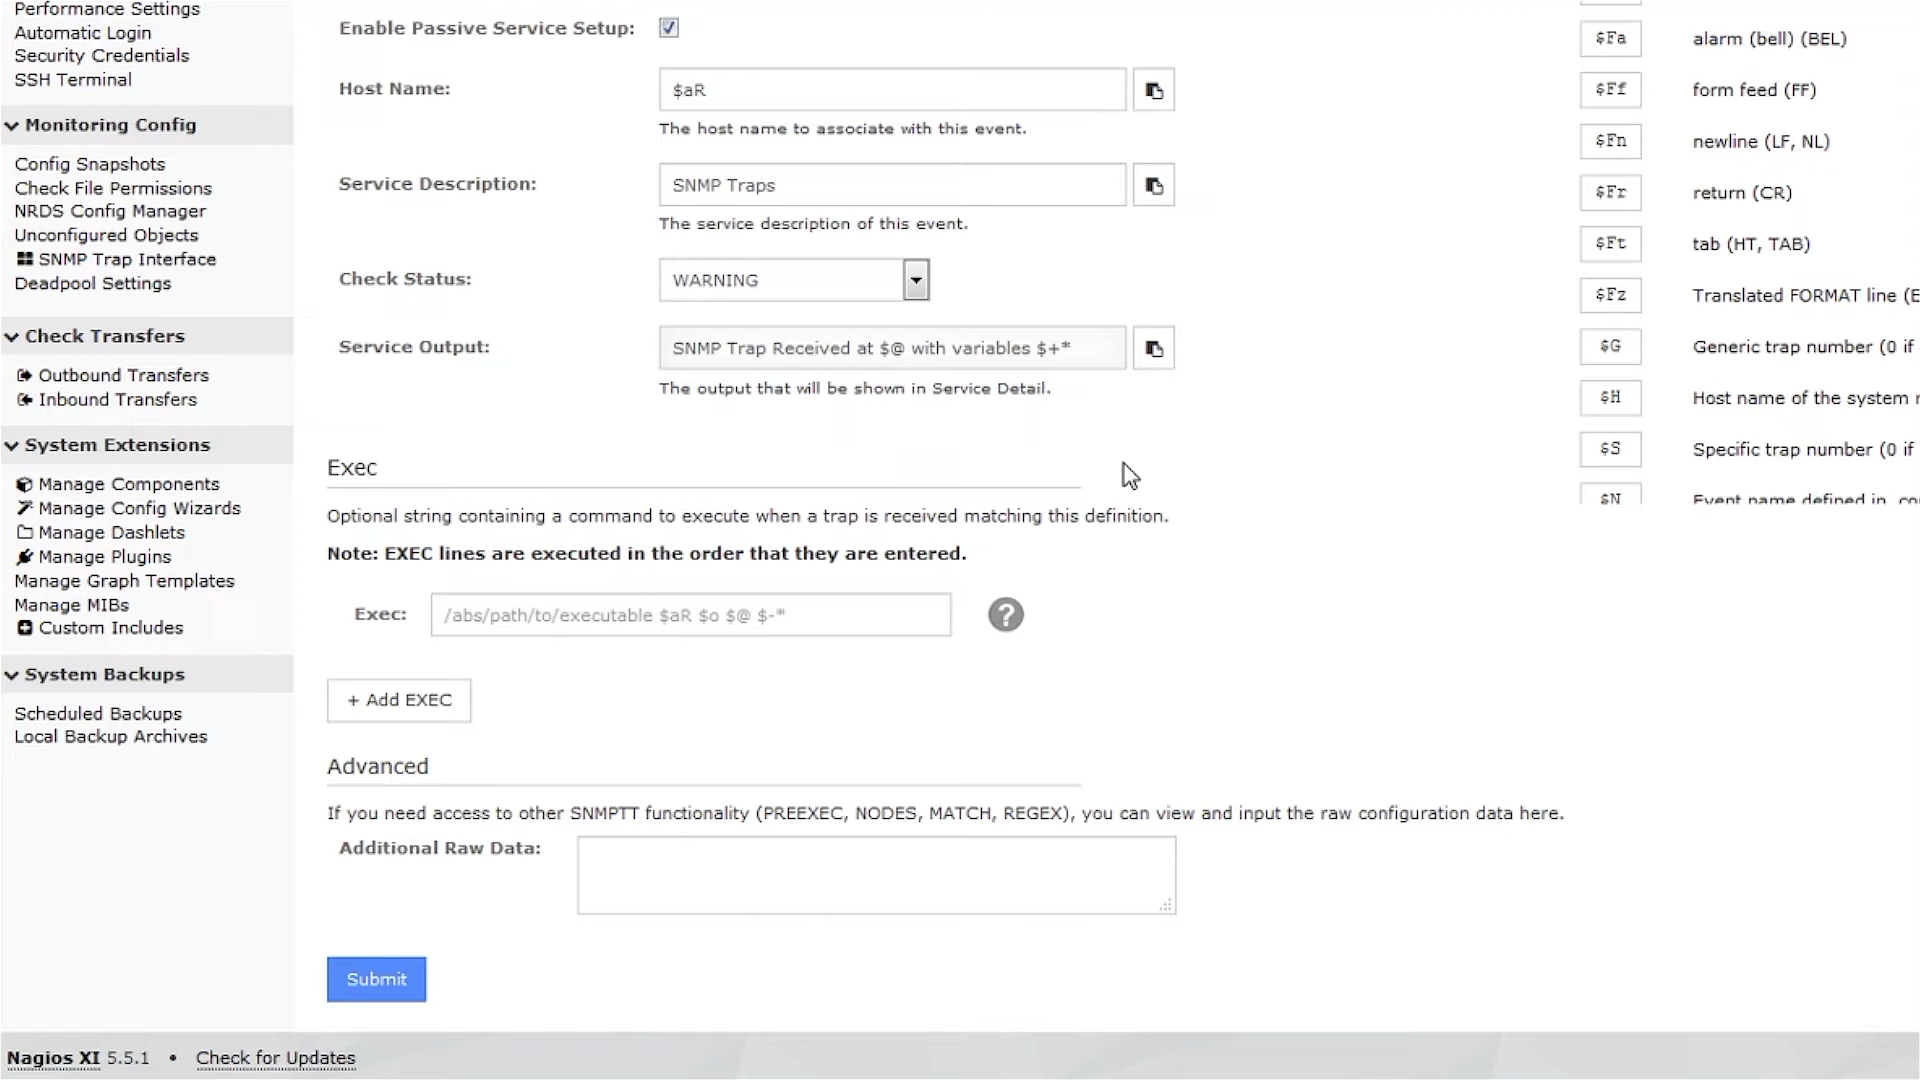 Performance Settings
Automatic Login
Security Credentials
SSH Terminal
Monitoring Config
Config Snapshots
Check File Permissions
NRDS Config Manager
Unconfigured Objects
SNMP Trap Interface
Deadpool Settings
Check Transfers
Outbound Transfers
Inbound Transfers
System Extensions
Manage Components
Manage Config Wizards
Manage Dashlets
Manage Plugins
Manage Graph Templates
Manage MIBs
Custom Includes
System Backups
Scheduled Backups
Local Backup Archives
Enable Passive Service Setup:
Host Name: $aR
The host name to associate with this event.
Service Description: SNMP Traps
The service description of this event.
Check Status: WARNING
Service Output: SNMP Trap Received at $@ with variables $+*
The output that will be shown in Service Detail.
Exec
Optional string containing a command to execute when a trap is received matching this definition.
Note: EXEC lines are executed in the order that they are entered.
Exec: /abs/path/to/executable $aR $o $@ $-*
?
+ Add EXEC
Advanced
If you need access to other SNMPTT functionality (PREEXEC, NODES, MATCH, REGEX), you can view and input the raw configuration data here.
Additional Raw Data:
Submit
$Fa alarm (bell) (BEL)
$Ff form feed (FF)
$Fn newline (LF, NL)
$Fr return (CR)
$Ft tab (HT, TAB)
$Fz Translated FORMAT line (E
$G Generic trap number (0 if
$H Host name of the system
$S Specific trap number (0 if
$N Event name defined in
Nagios XI 5.5.1 • Check for Updates